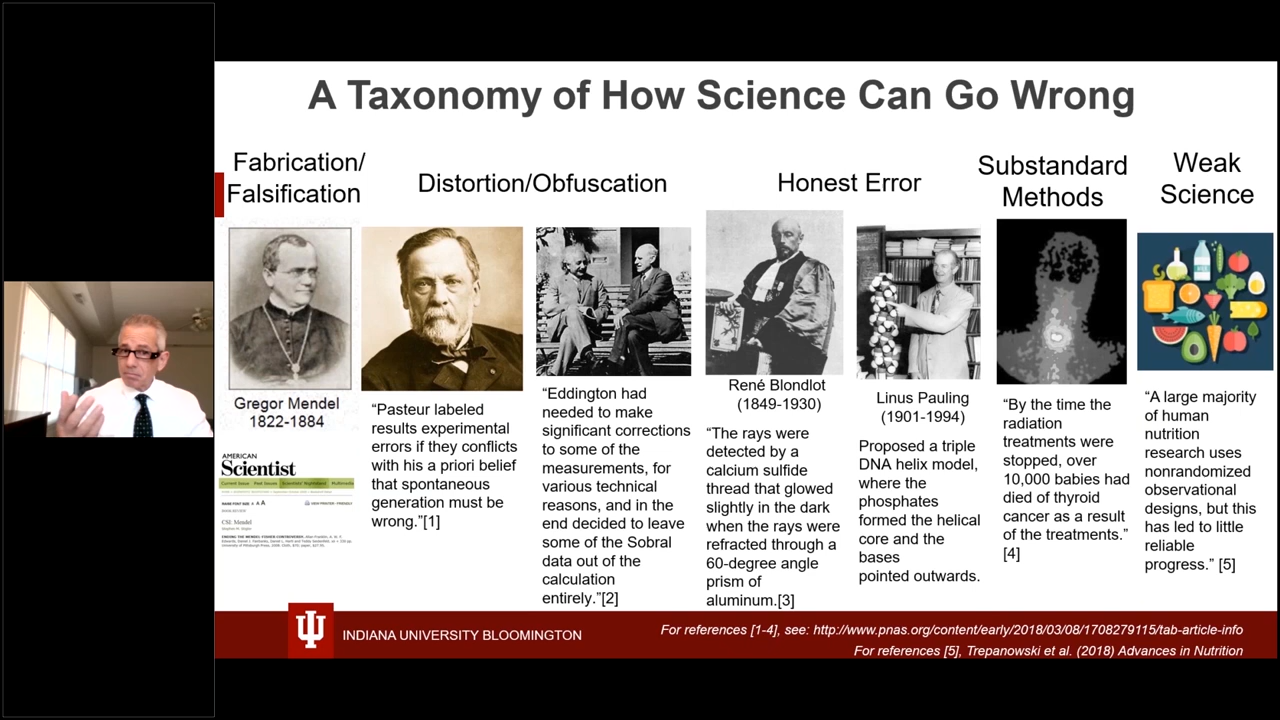 A Taxonomy of How Science Can Go Wrong
Fabrication/
Falsification
Gregor Mendel
1822-1884
AMERICAN
Scientist
Current Issue Past Issues Scientists' Nightstand Multimedia
CSI: Mendel
Distortion/Obfuscation
“Pasteur labeled
results experimental
errors if they conflicts
with his a priori belief
that spontaneous
generation must be
wrong.”[1]
“Eddington had
needed to make
significant corrections
to some of the
measurements, for
various technical
reasons, and in the
end decided to leave
some of the Sobral
data out of the
calculation
entirely.”[2]
Honest Error
René Blondlot
(1849-1930)
“The rays were
detected by a
calcium sulfide
thread that glowed
slightly in the dark
when the rays were
refracted through a
60-degree angle
prism of
aluminum.[3]
Linus Pauling
(1901-1994)
Proposed a triple
DNA helix model,
where the
phosphates
formed the helical
core and the
bases
pointed outwards.
Substandard
Methods
“By the time the
radiation
treatments were
stopped, over
10,000 babies had
died of thyroid
cancer as a result
of the treatments.”
[4]
Weak
Science
“A large majority
of human
nutrition
research uses
nonrandomized
observational
designs, but this
has led to little
reliable
progress.” [5]
INDIANA UNIVERSITY BLOOMINGTON
For references [1-4], see: http://www.pnas.org/content/early/2018/03/08/1708279115/tab-article-info
For references [5], Trepanowski et al. (2018) Advances in Nutrition